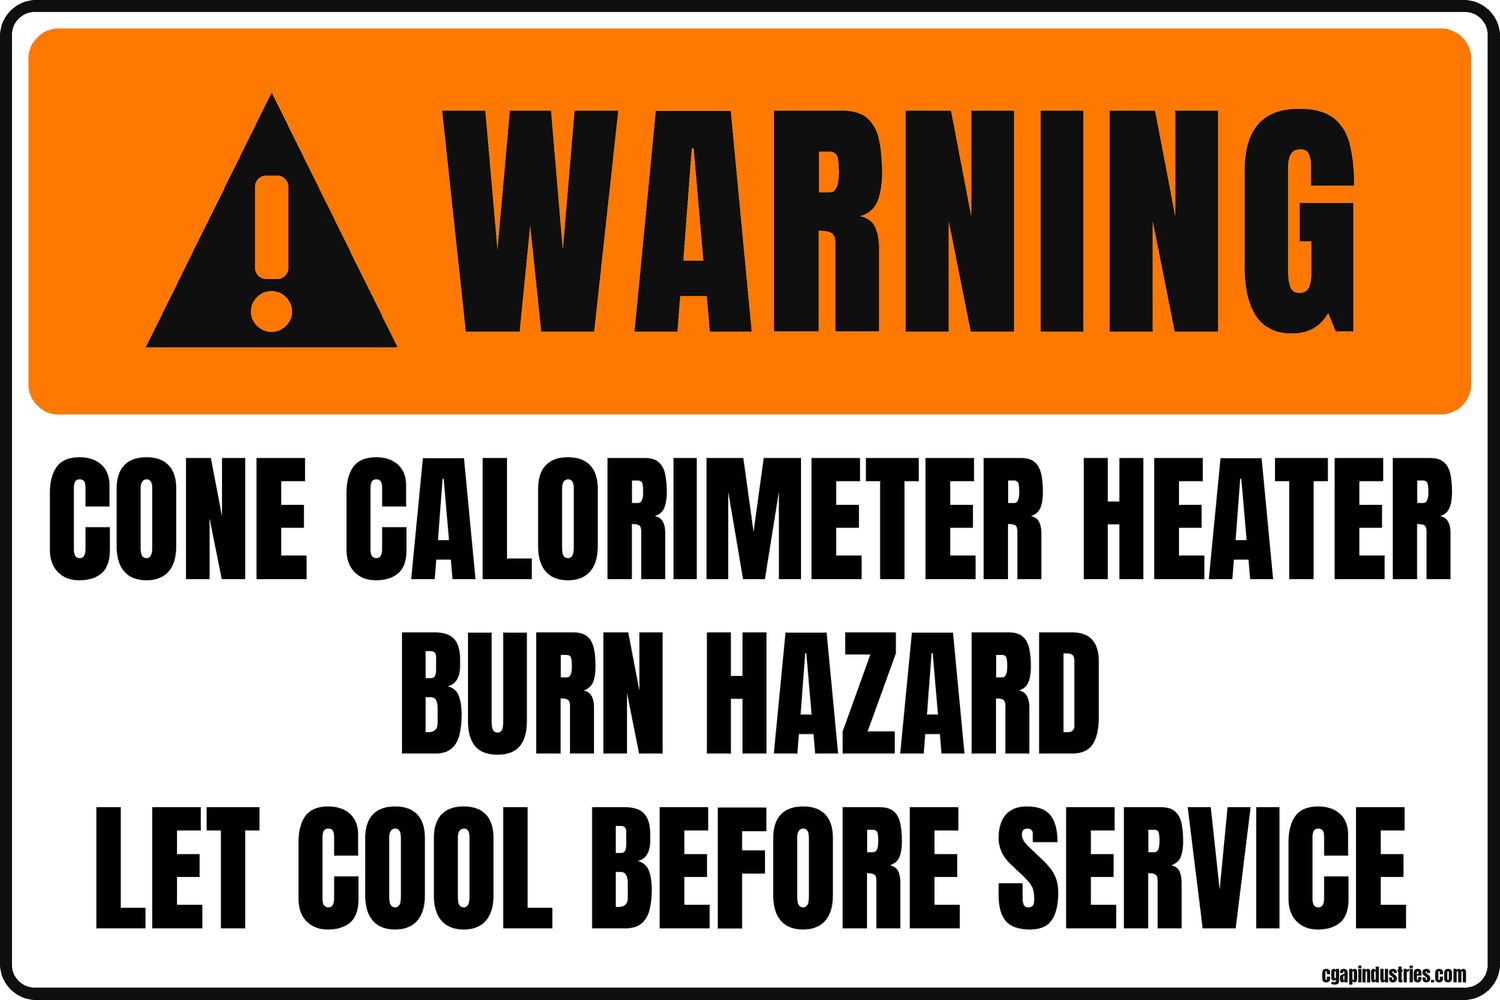 WARNING
CONE CALORIMETER HEATER
BURN HAZARD
LET COOL BEFORE SERVICE
cgapindustries.com